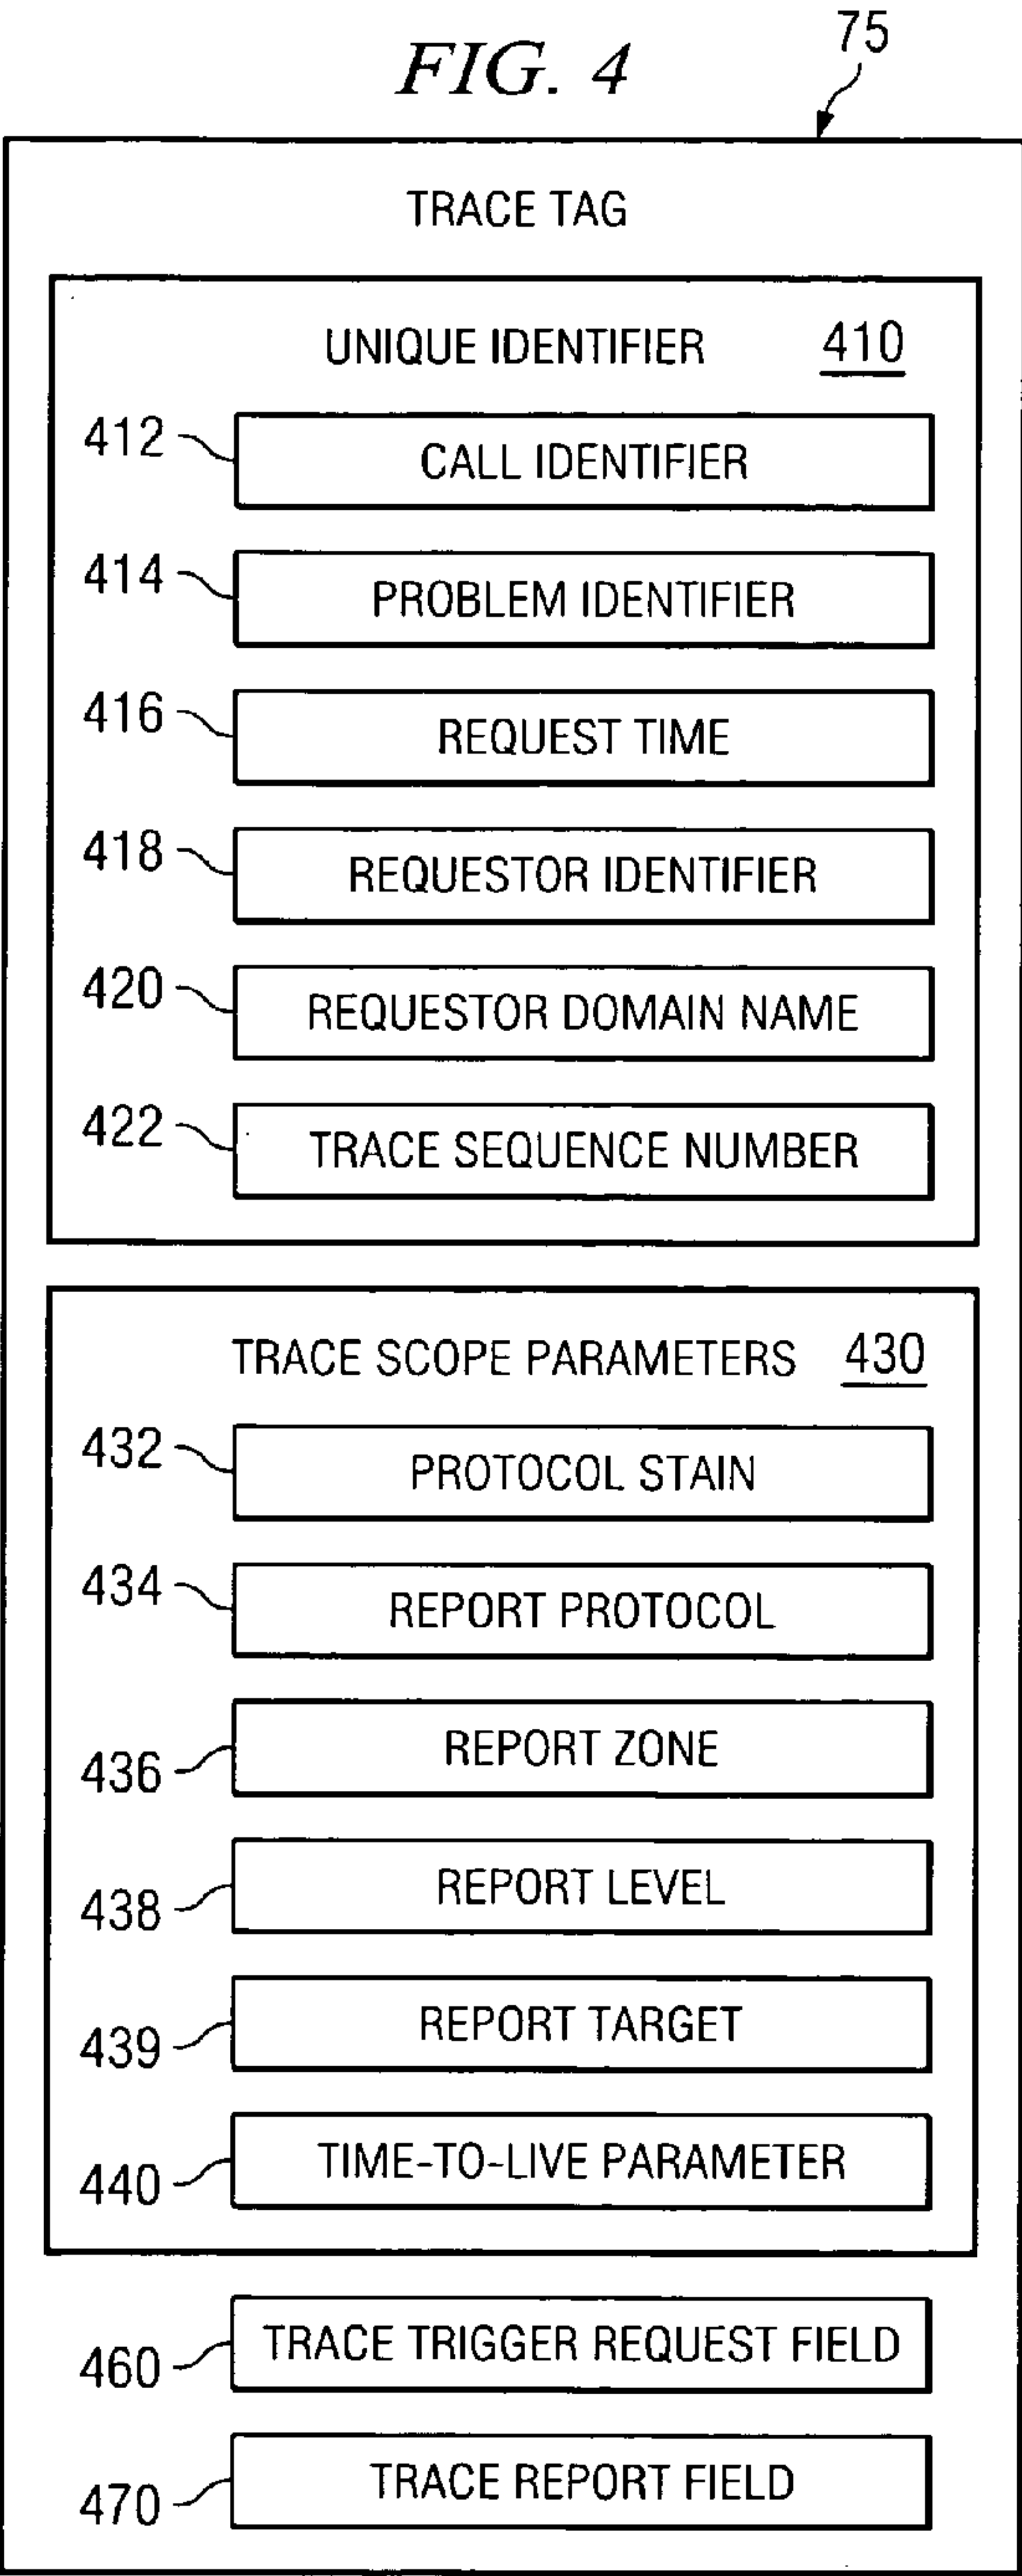 FIG. 4
75
TRACE TAG
UNIQUE IDENTIFIER 410
412 CALL IDENTIFIER
414 PROBLEM IDENTIFIER
416 REQUEST TIME
418 REQUESTOR IDENTIFIER
420 REQUESTOR DOMAIN NAME
422 TRACE SEQUENCE NUMBER
TRACE SCOPE PARAMETERS 430
432 PROTOCOL STAIN
434 REPORT PROTOCOL
436 REPORT ZONE
438 REPORT LEVEL
439 REPORT TARGET
440 TIME-TO-LIVE PARAMETER
460 TRACE TRIGGER REQUEST FIELD
470 TRACE REPORT FIELD